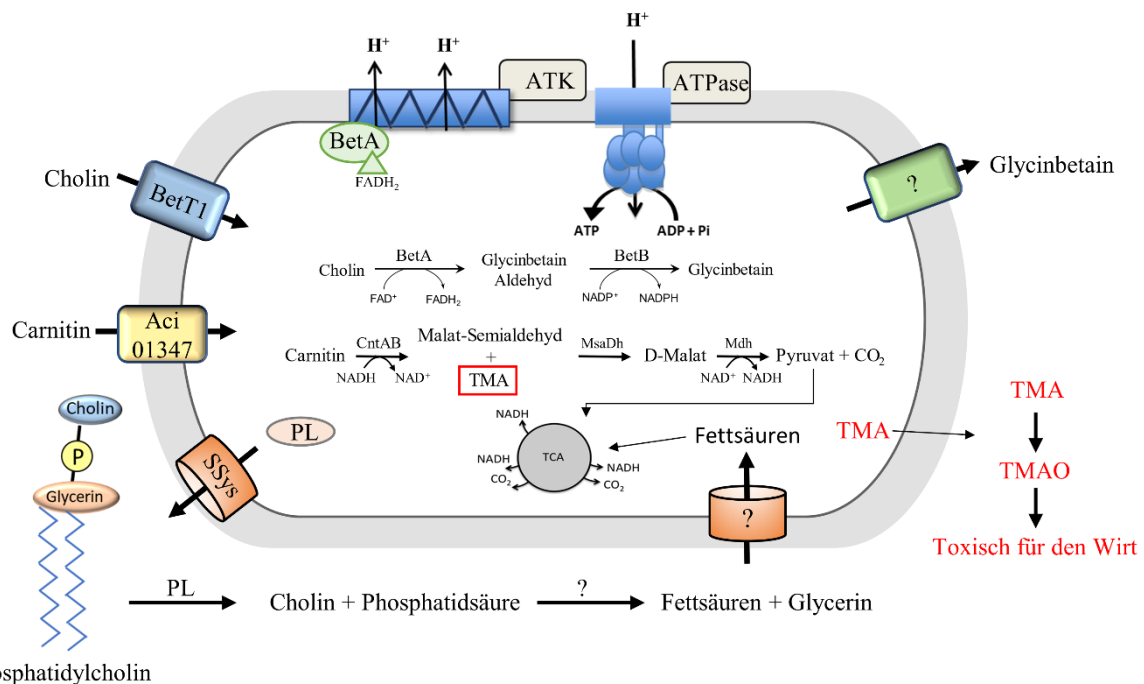 H+
H+
H+
ATK
ATPase
BetA
FADH2
Cholin
BetT1
?
Glycinbetain
ATP
ADP + Pi
Cholin
BetA
FAD+
FADH2
Glycinbetain
Aldehyd
BetB
NADP+
NADPH
Glycinbetain
Carnitin
Aci
01347
Carnitin
CntAB
NADH
NAD+
Malat-Semialdehyd
+
TMA
MsaDh
D-Malat
Mdh
NAD+
NADH
Pyruvat + CO2
Cholin
P
Glycerin
PL
SSys
NADH
NADH
CO2
TCA
NADH
CO2
Fettsäuren
?
TMA
TMA
TMAO
Toxisch für den Wirt
PL
Cholin + Phosphatidsäure
?
Fettsäuren + Glycerin
osphatidylcholin